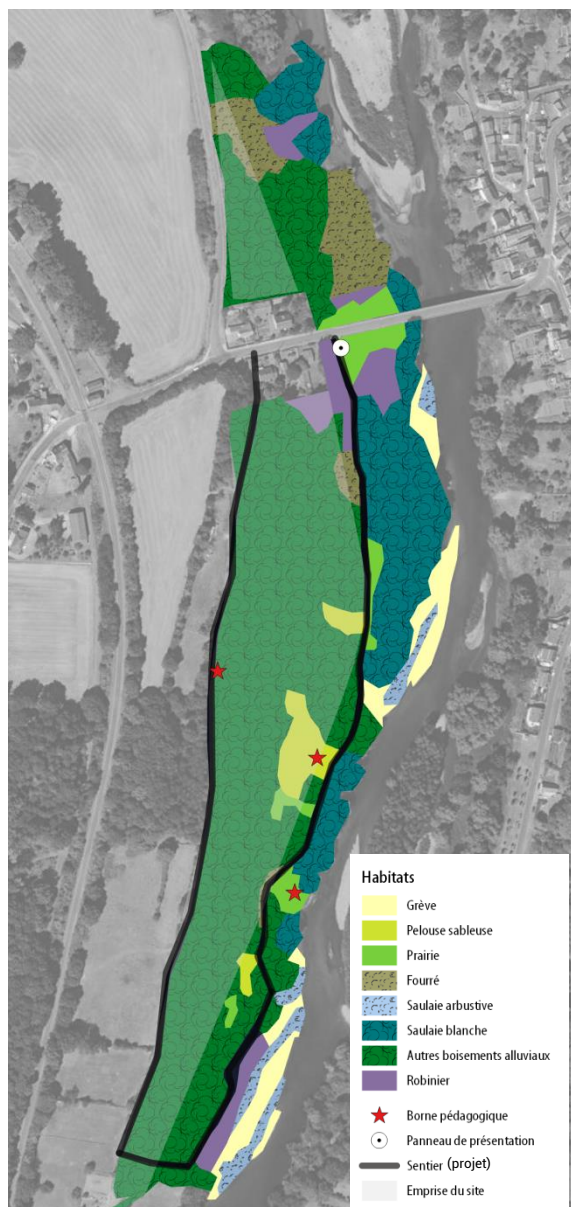 Habitats
Grève
Pelouse sableuse
Prairie
Fourré
Saulaie arbustive
Saulaie blanche
Autres boisements alluviaux
Robinier
Borne pédagogique
Panneau de présentation
Sentier (projet)
Emprise du site